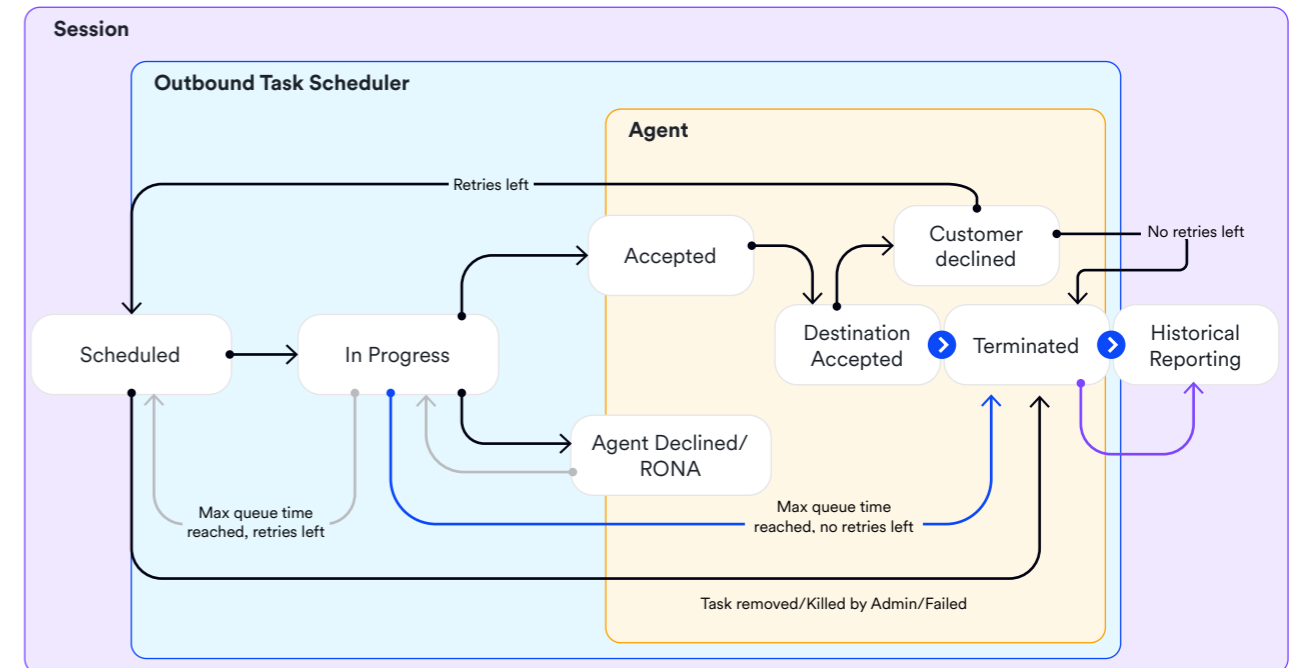 Session
Outbound Task Scheduler
Agent
Retries left
Accepted
Customer
declined
No retries left
Scheduled
In Progress
Destination
Accepted
Terminated
Historical
Reporting
Agent Declined/
RONA
Max queue time
reached, retries left
Max queue time
reached, no retries left
Task removed/Killed by Admin/Failed